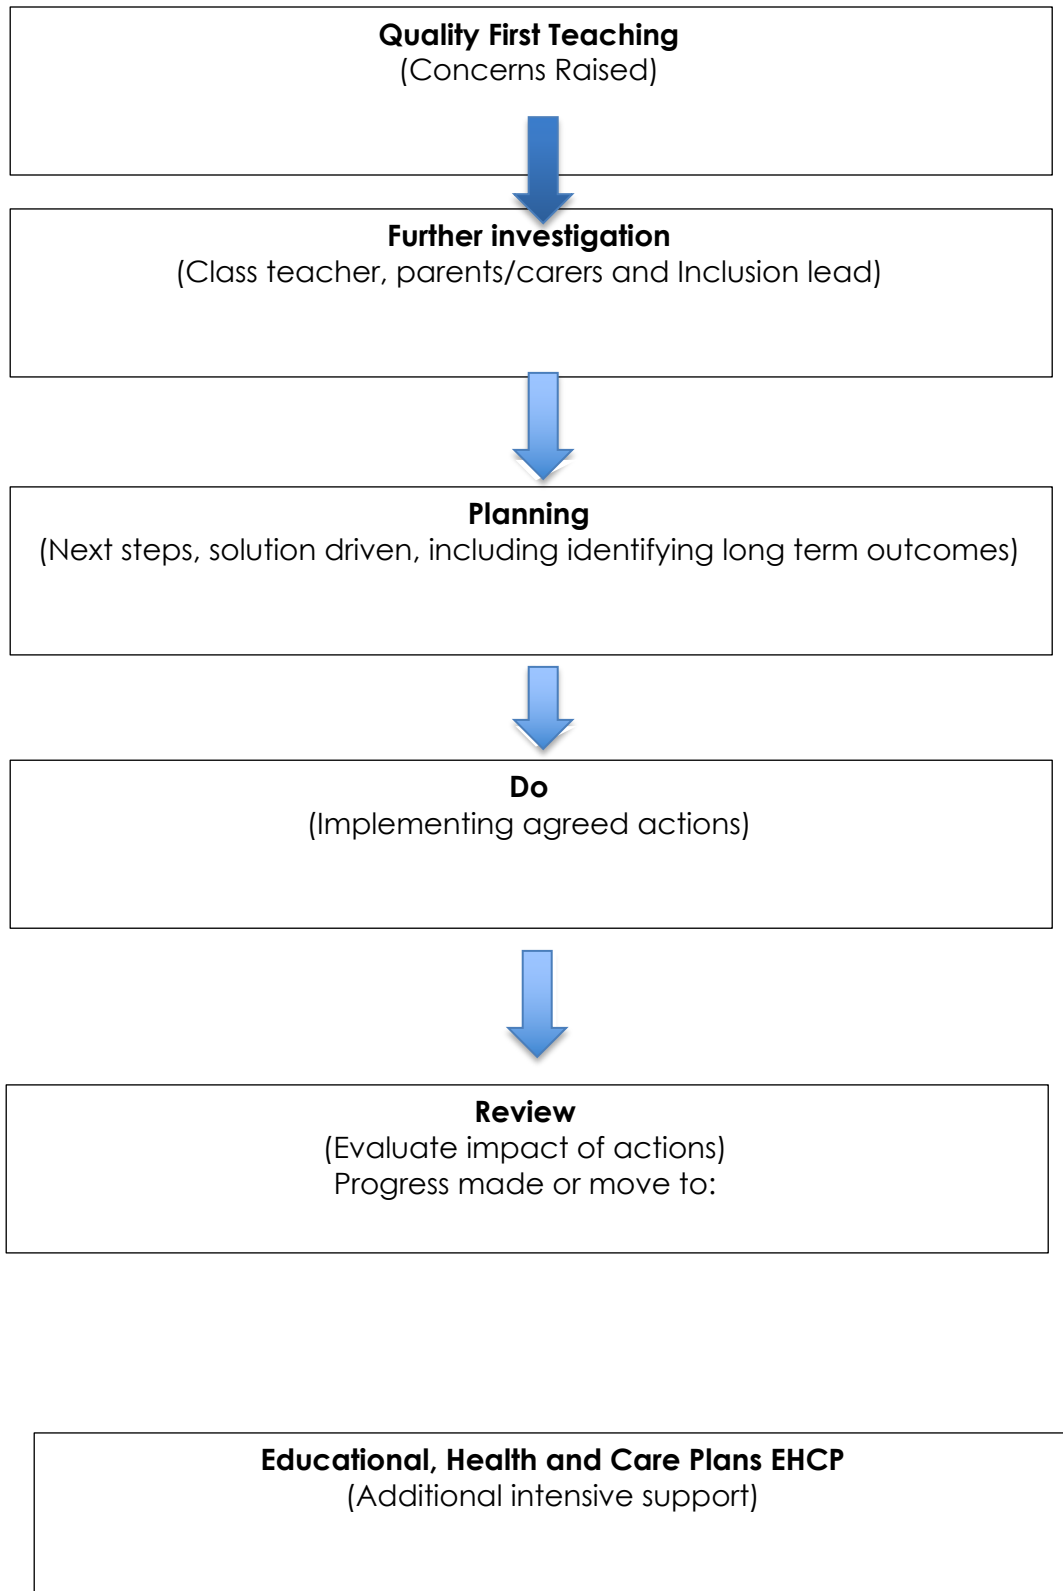 Quality First Teaching
(Concerns Raised)
Further investigation
(Class teacher, parents/carers and Inclusion lead)
Planning
(Next steps, solution driven, including identifying long term outcomes)
Do
(Implementing agreed actions)
Review
(Evaluate impact of actions)
Progress made or move to:
Educational, Health and Care Plans EHCP
(Additional intensive support)